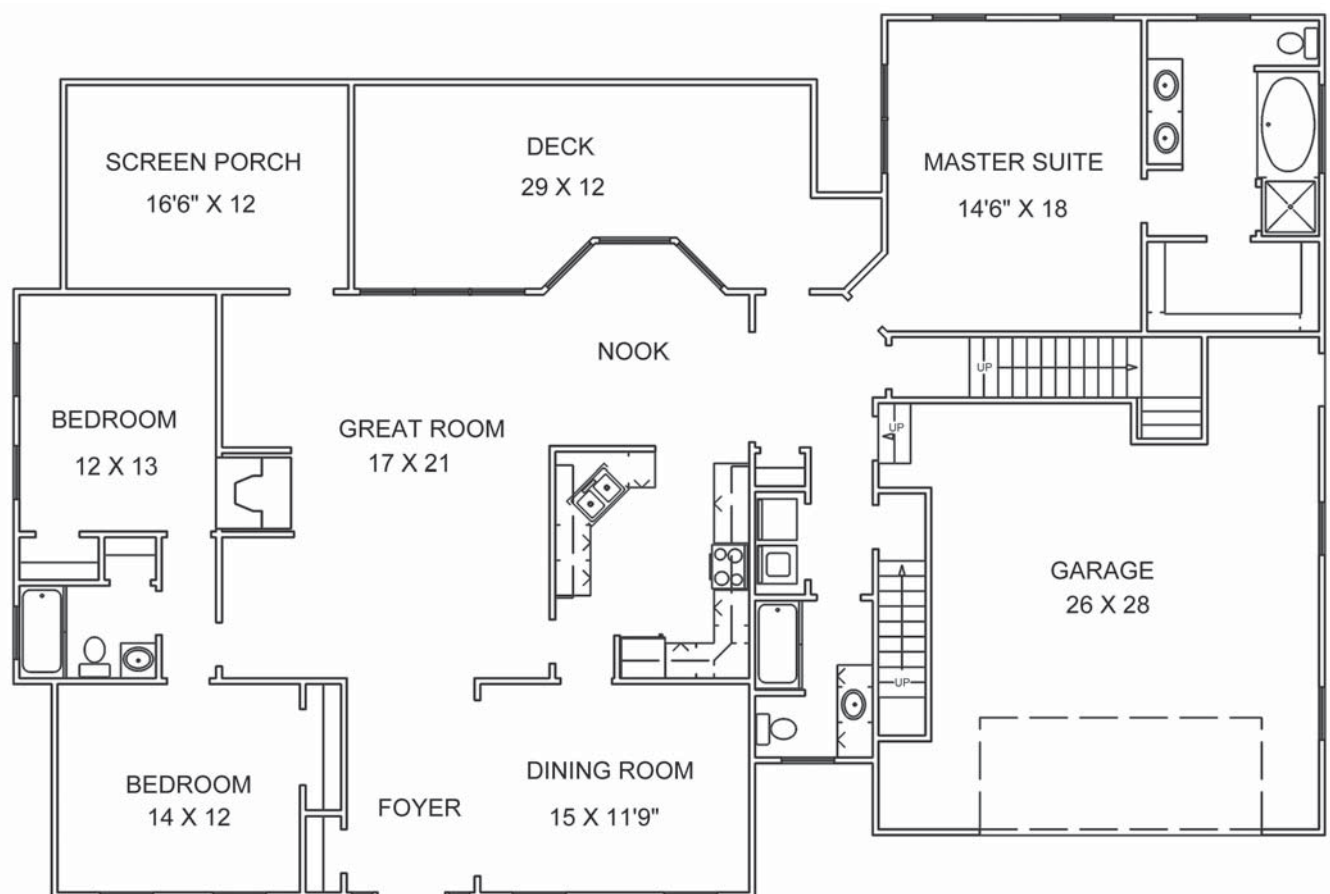 SCREEN PORCH
16'6" X 12
DECK
29 X 12
MASTER SUITE
14'6" X 18
NOOK
UP
BEDROOM
12 X 13
GREAT ROOM
17 X 21
UP
GARAGE
26 X 28
UP
BEDROOM
14 X 12
FOYER
DINING ROOM
15 X 11'9"